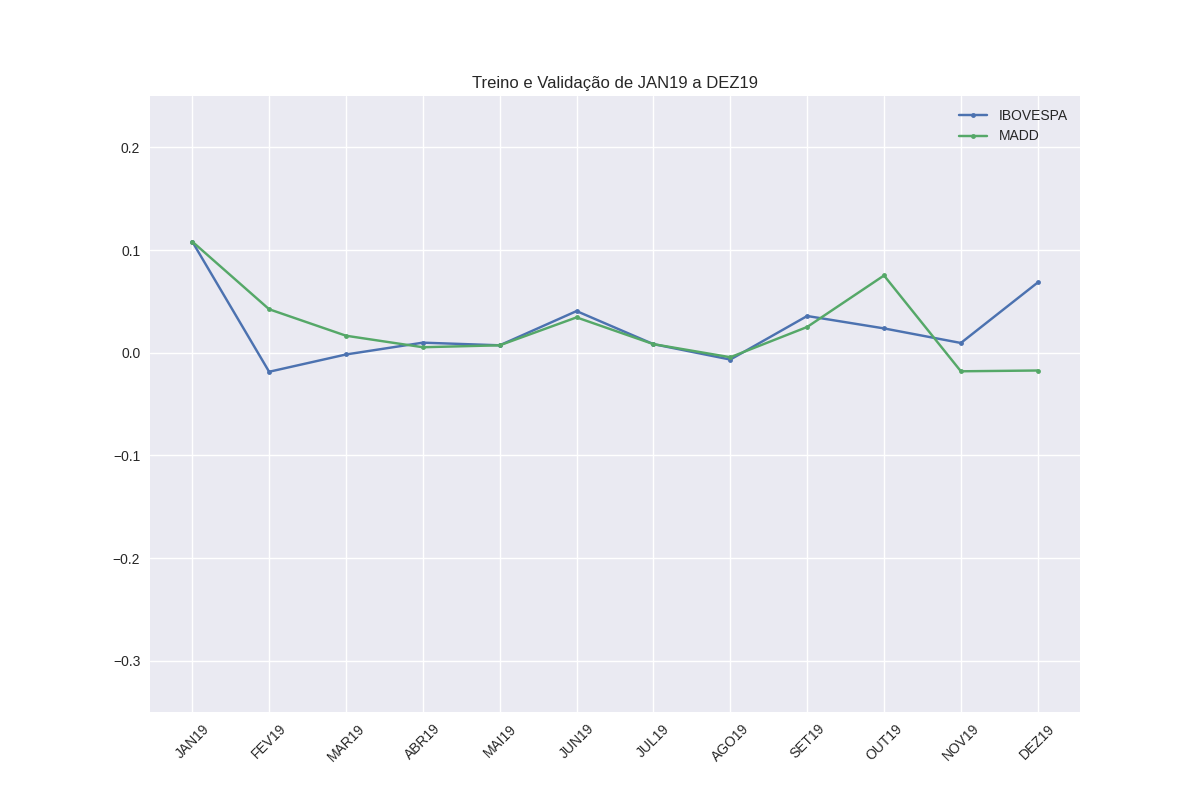 Treino e Validação de JAN19 a DEZ19
IBOVESPA
MADD
0.2
0.1
0.0
−0.1
−0.2
−0.3
JAN19
FEV19
MAR19
ABR19
MAI19
JUN19
JUL19
AGO19
SET19
OUT19
NOV19
DEZ19